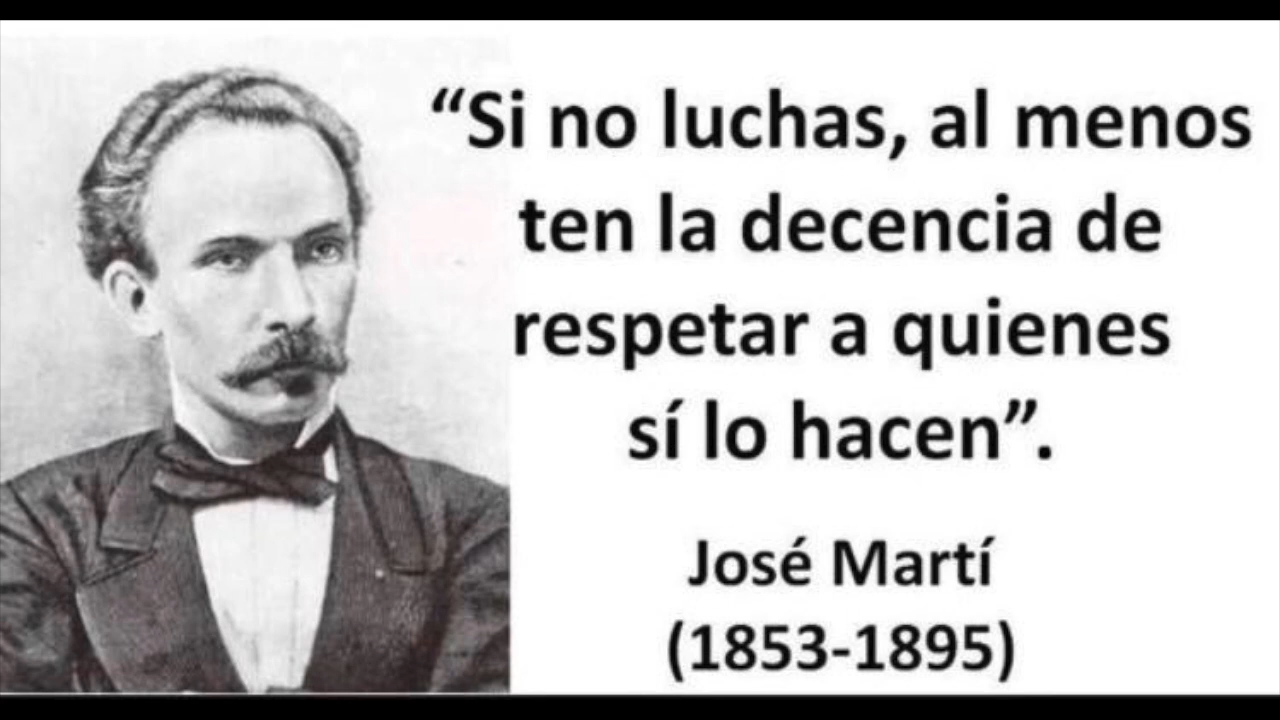 “Si no luchas, al menos
ten la decencia de
respetar a quienes
sí lo hacen”.
José Martí
(1853-1895)